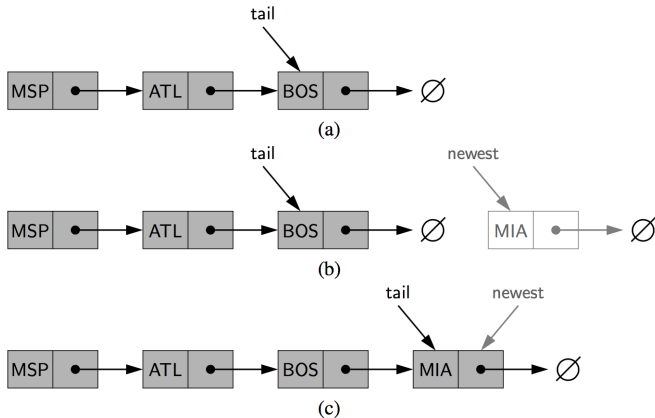 tail
MSP ATL BOS ∅
(a)
tail newest
MSP ATL BOS ∅ MIA ∅
(b)
tail newest
MSP ATL BOS MIA ∅
(c)